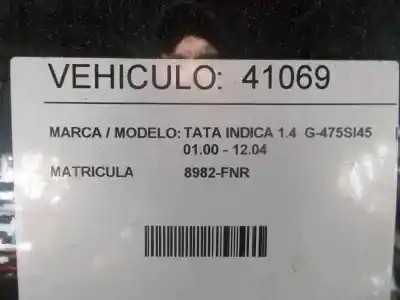 VEHICULO: 41069
MARCA / MODELO: TATA INDICA 1.4 G-475SI45
01.00 - 12.04
MATRICULA 8982-FNR